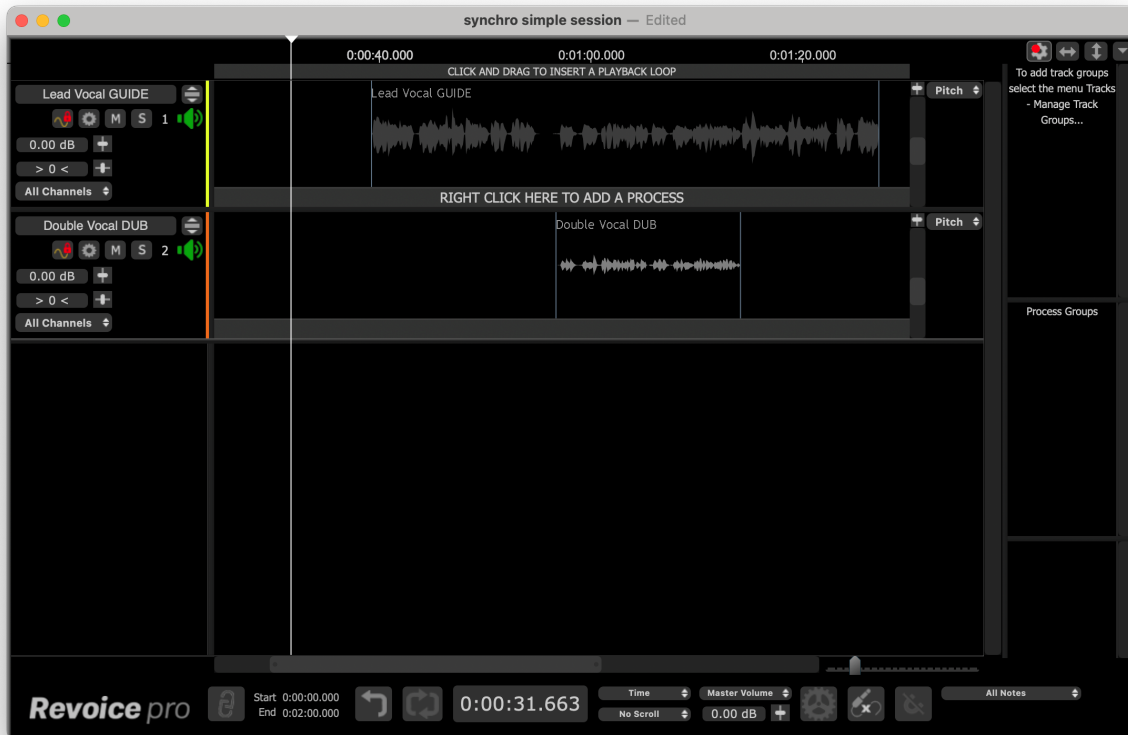 synchro simple session — Edited
0:00:40.000 0:01:00.000 0:01:20.000
CLICK AND DRAG TO INSERT A PLAYBACK LOOP
To add track groups
select the menu Tracks
- Manage Track
Groups...
Lead Vocal GUIDE
M S 1
0.00 dB
> 0 <
All Channels
Lead Vocal GUIDE
Pitch
RIGHT CLICK HERE TO ADD A PROCESS
Double Vocal DUB
M S 2
0.00 dB
> 0 <
All Channels
Double Vocal DUB
Pitch
Process Groups
Revoice pro
Start 0:00:00.000
End 0:02:00.000
0:00:31.663
Time
No Scroll
Master Volume
0.00 dB
All Notes